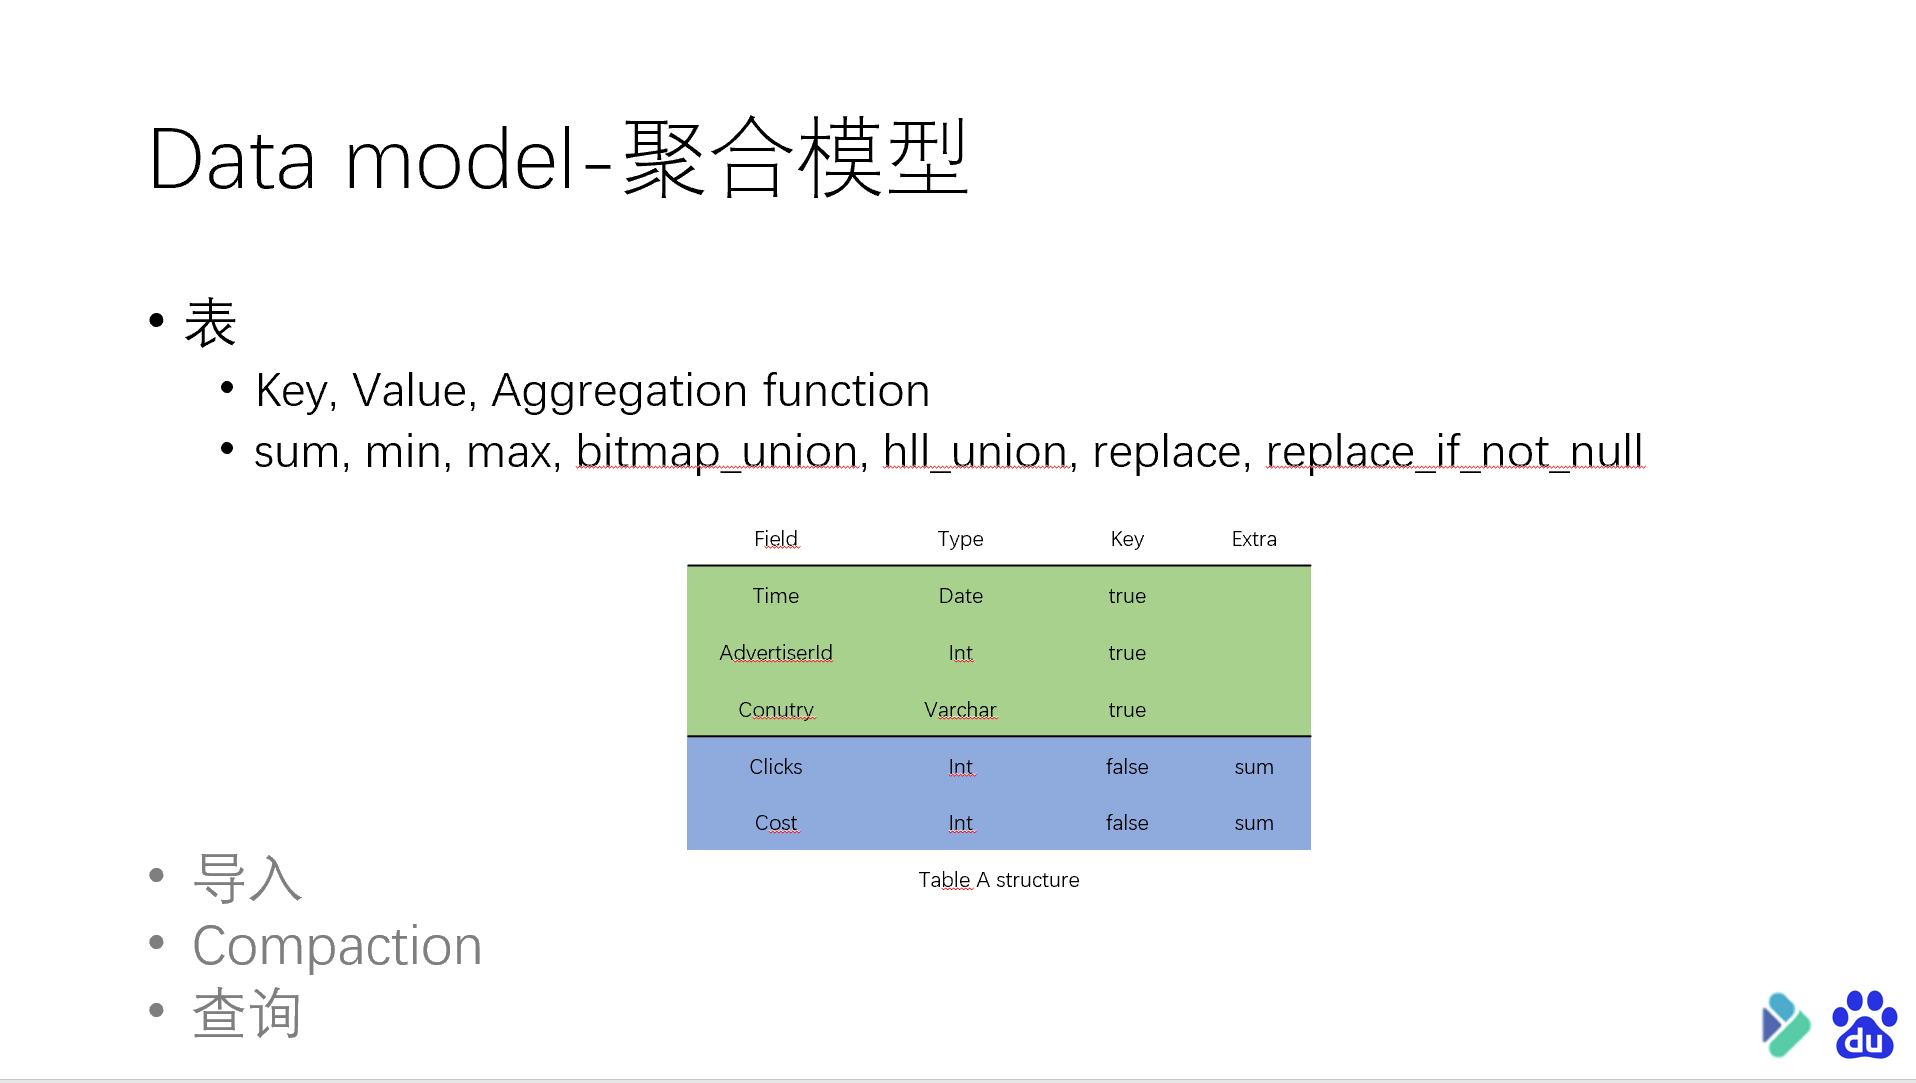 Data model-聚合模型
• 表
• Key, Value, Aggregation function
• sum, min, max, bitmap_union, hll_union, replace, replace_if_not_null
Field Type Key Extra
Time Date true
AdvertiserId Int true
Conutry Varchar true
Clicks Int false sum
Cost Int false sum
Table A structure
• 导入
• Compaction
• 查询
du